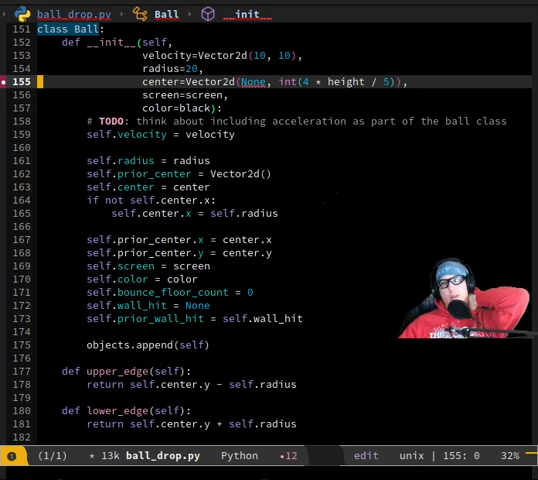 ball_drop.py › Ball › __init__
151 class Ball:
152     def __init__(self,
153                  velocity=Vector2d(10, 10),
154                  radius=20,
155                  center=Vector2d(None, int(4 * height / 5)),
156                  screen=screen,
157                  color=black):
158         # TODO: think about including acceleration as part of the ball class
159         self.velocity = velocity
160
161         self.radius = radius
162         self.prior_center = Vector2d()
163         self.center = center
164         if not self.center.x:
165             self.center.x = self.radius
166
167         self.prior_center.x = center.x
168         self.prior_center.y = center.y
169         self.screen = screen
170         self.color = color
171         self.bounce_floor_count = 0
172         self.wall_hit = None
173         self.prior_wall_hit = self.wall_hit
174
175         objects.append(self)
176
177     def upper_edge(self):
178         return self.center.y - self.radius
179
180     def lower_edge(self):
181         return self.center.y + self.radius
182
1 (1/1) * 13k ball_drop.py Python •12 edit unix | 155: 0 32%